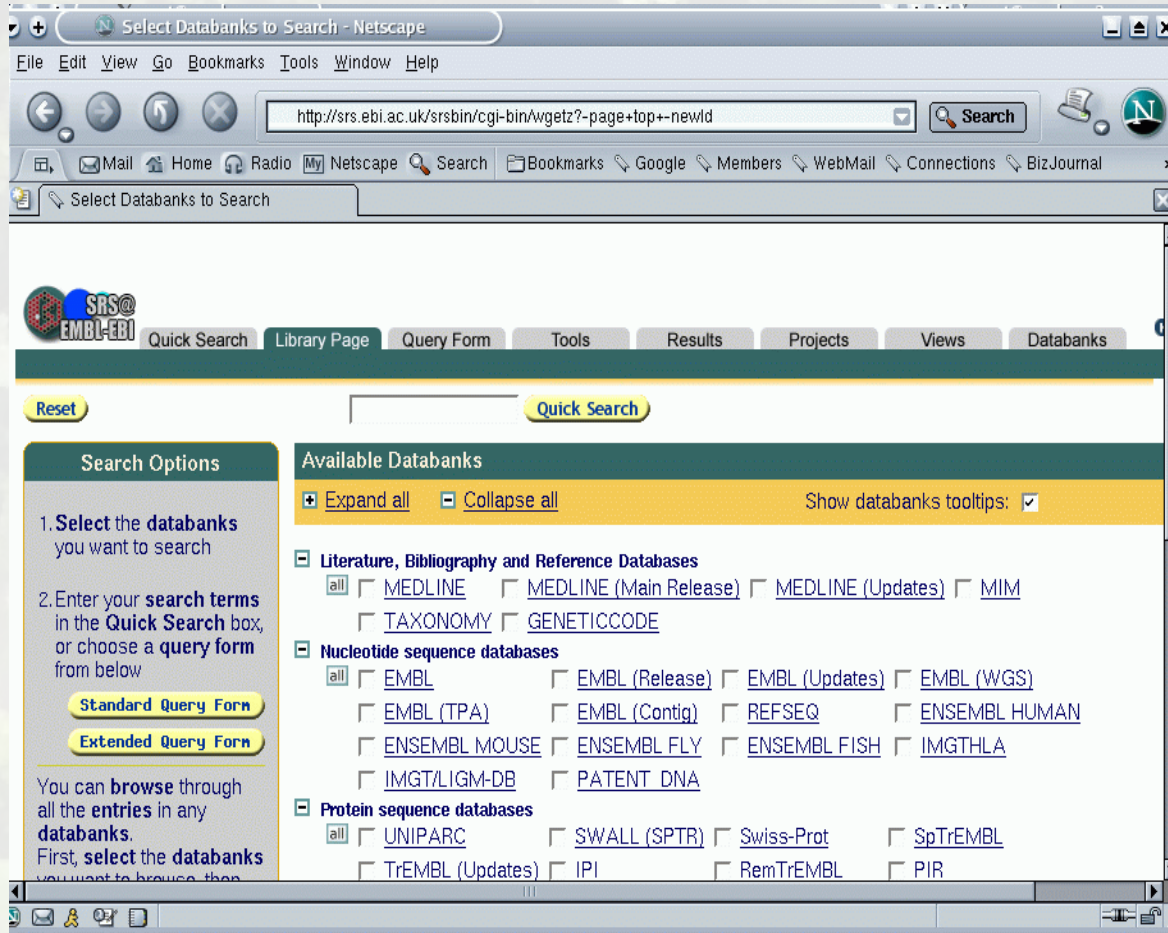 Select Databanks to Search - Netscape
File Edit View Go Bookmarks Tools Window Help
http://srs.ebi.ac.uk/srsbin/cgi-bin/wgetz?-page+top+-newId Search N
Mail Home Radio My Netscape Search Bookmarks Google Members WebMail Connections BizJournal
Select Databanks to Search
SRS@
EMBL-EBI
Quick Search Library Page Query Form Tools Results Projects Views Databanks
Reset Quick Search
Search Options
1. Select the databanks
you want to search
2. Enter your search terms
in the Quick Search box,
or choose a query form
from below
Standard Query Form
Extended Query Form
You can browse through
all the entries in any
databanks.
First, select the databanks
you want to browse, then
Available Databanks
Expand all Collapse all Show databanks tooltips:
Literature, Bibliography and Reference Databases
all MEDLINE MEDLINE (Main Release) MEDLINE (Updates) MIM
TAXONOMY GENETICCODE
Nucleotide sequence databases
all EMBL EMBL (Release) EMBL (Updates) EMBL (WGS)
EMBL (TPA) EMBL (Contig) REFSEQ ENSEMBL HUMAN
ENSEMBL MOUSE ENSEMBL FLY ENSEMBL FISH IMGTHLA
IMGT/LIGM-DB PATENT_DNA
Protein sequence databases
all UNIPARC SWALL (SPTR) Swiss-Prot SpTrEMBL
TrEMBL (Updates) IPI RemTrEMBL PIR